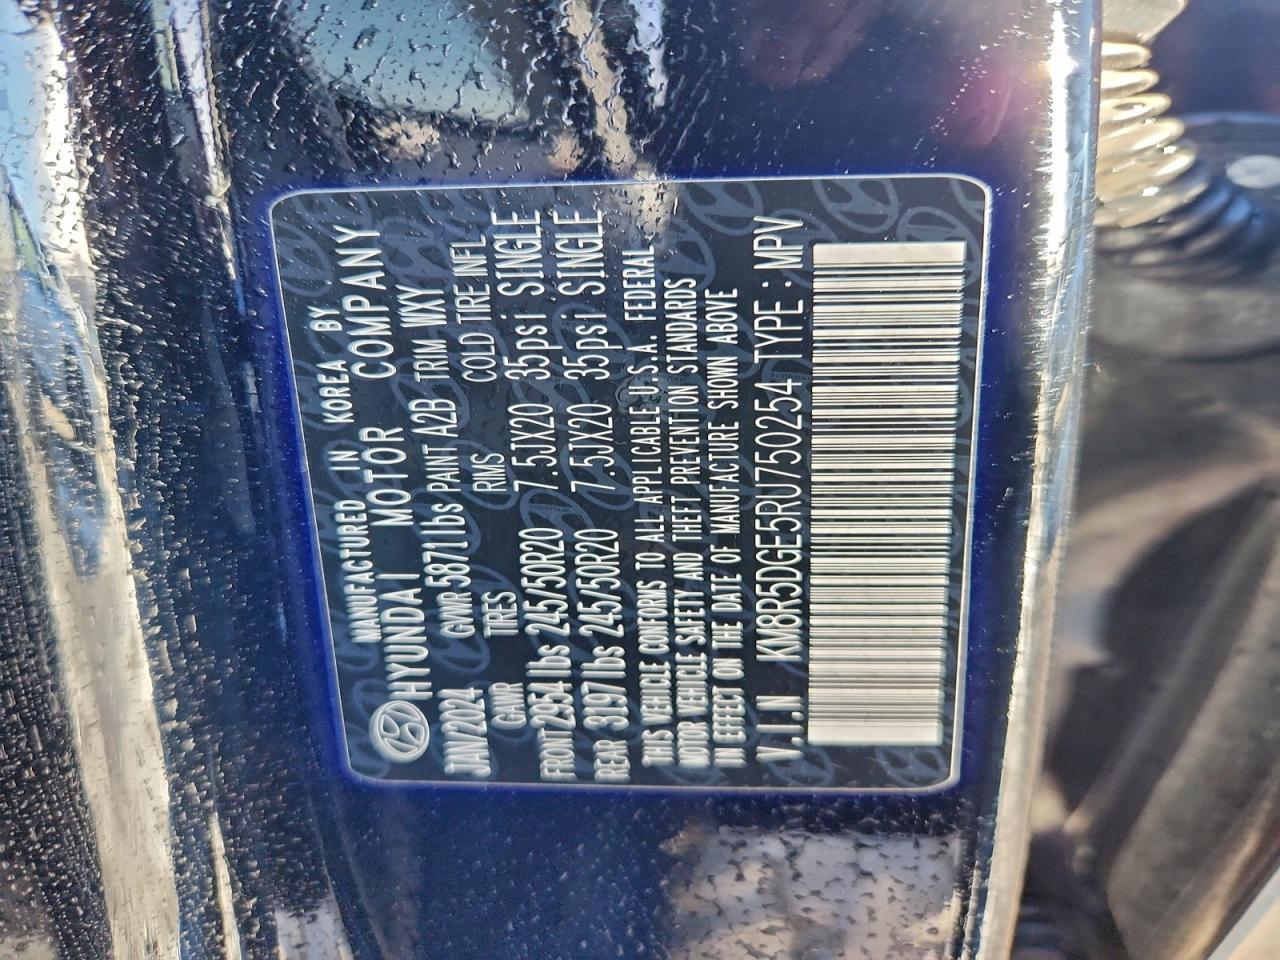 MANUFACTURED IN KOREA BY
HYUNDAI MOTOR COMPANY
JAN/2024 GWR 5871lbs PAINT A2B TRIM WXY
GAWR TRES RIMS COLD TIRE INFL
FRONT 2954lbs 245/50R20 7.5JX20 35psi SINGLE
REAR 3197lbs 245/50R20 7.5JX20 35psi SINGLE
THIS VEHICLE CONFORMS TO ALL APPLICABLE U.S.A. FEDERAL
MOTOR VEHICLE SAFETY AND THEFT PREVENTION STANDARDS
IN EFFECT ON THE DATE OF MANUFACTURE SHOWN ABOVE
V.I.N KM8R5DGE5RU750254 TYPE : MPV